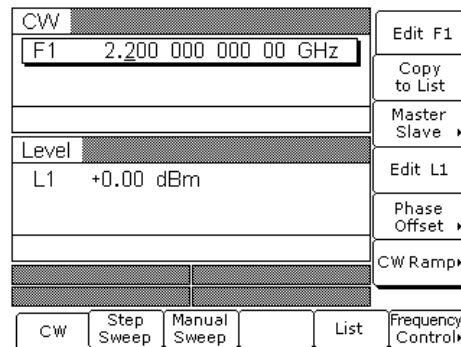 CW
F1 2.200 000 000 00 GHz
Level
L1 +0.00 dBm
Edit F1
Copy
to List
Master
Slave
Edit L1
Phase
Offset
CW Ramp
CW
Step
Sweep
Manual
Sweep
List
Frequency
Control